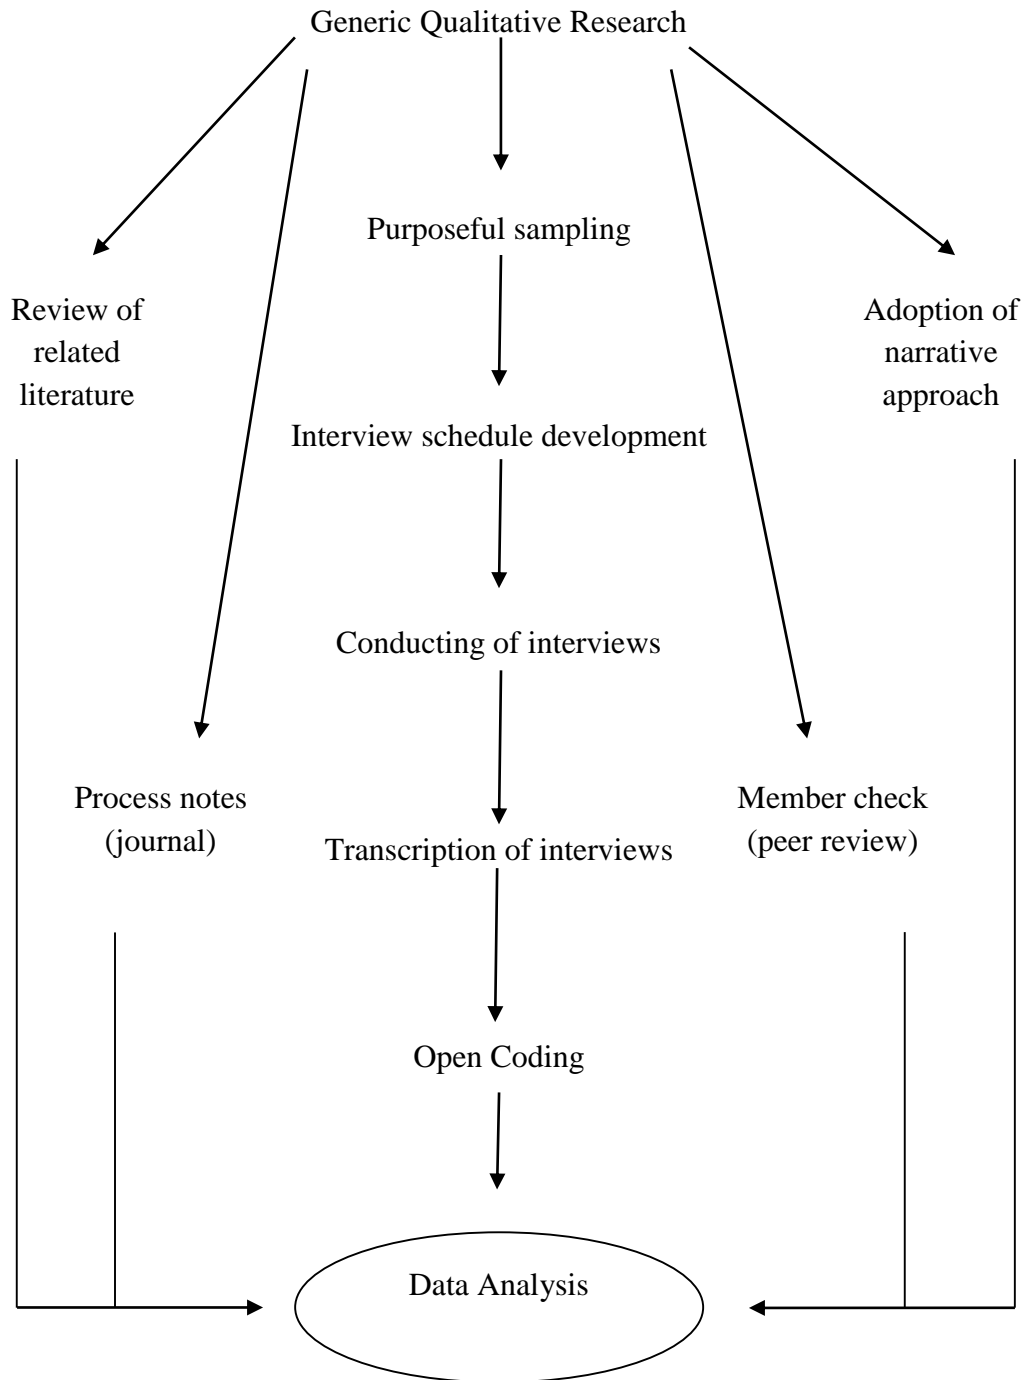 Generic Qualitative Research
Purposeful sampling
Review of
related
literature
Adoption of
narrative
approach
Interview schedule development
Conducting of interviews
Process notes
(journal)
Member check
(peer review)
Transcription of interviews
Open Coding
Data Analysis